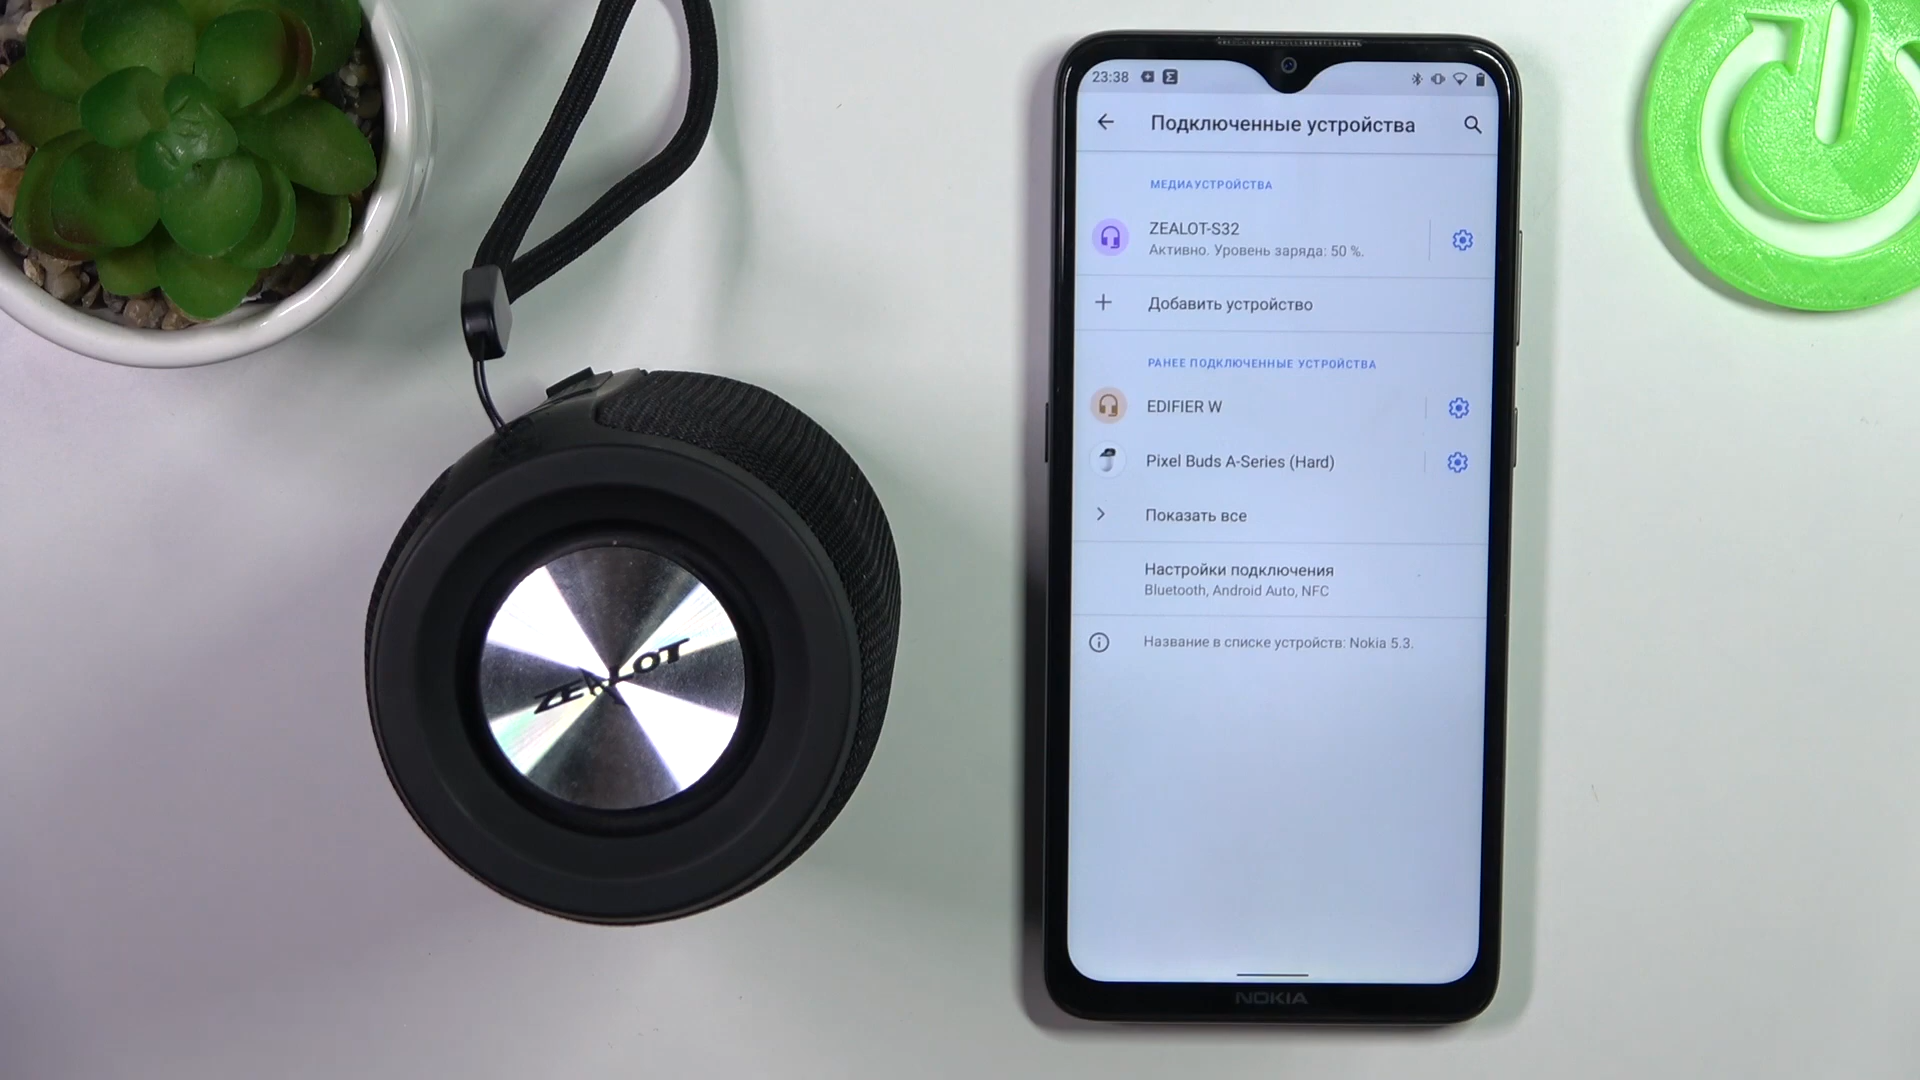 23:38
Подключенные устройства
МЕДИАУСТРОЙСТВА
ZEALOT-S32
Активно. Уровень заряда: 50 %.
Добавить устройство
РАНЕЕ ПОДКЛЮЧЕННЫЕ УСТРОЙСТВА
EDIFIER W
Pixel Buds A-Series (Hard)
Показать все
Настройки подключения
Bluetooth, Android Auto, NFC
Название в списке устройств: Nokia 5.3.
NOKIA
ZEALOT